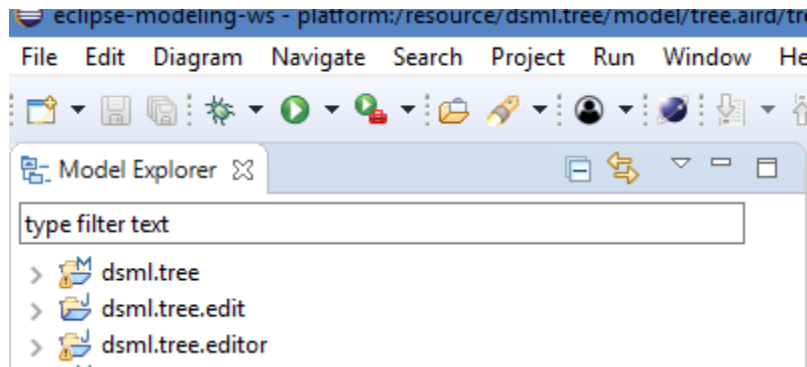 eclipse-modeling-ws - platform:/resource/dsml.tree/model/tree.aird/tre
File Edit Diagram Navigate Search Project Run Window He
Model Explorer
type filter text
dsml.tree
dsml.tree.edit
dsml.tree.editor